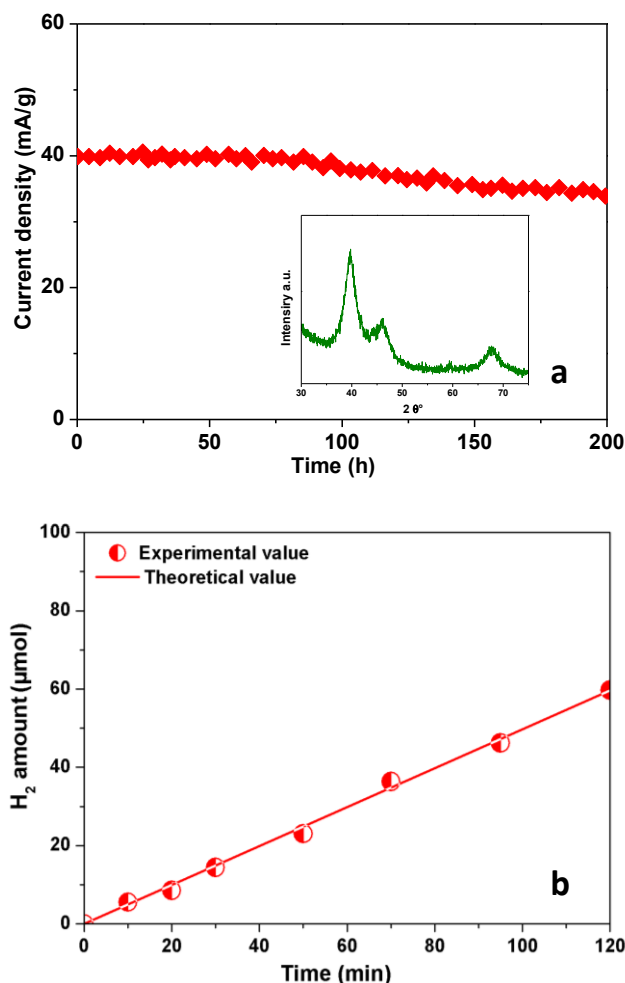 60
40
20
0
Current density (mA/g)
Intensiry a.u.
30 40 50 60 70
2 θ°
a
0 50 100 150 200
Time (h)
100
80
60
40
20
0
H₂ amount (μmol)
Experimental value
Theoretical value
b
0 20 40 60 80 100 120
Time (min)